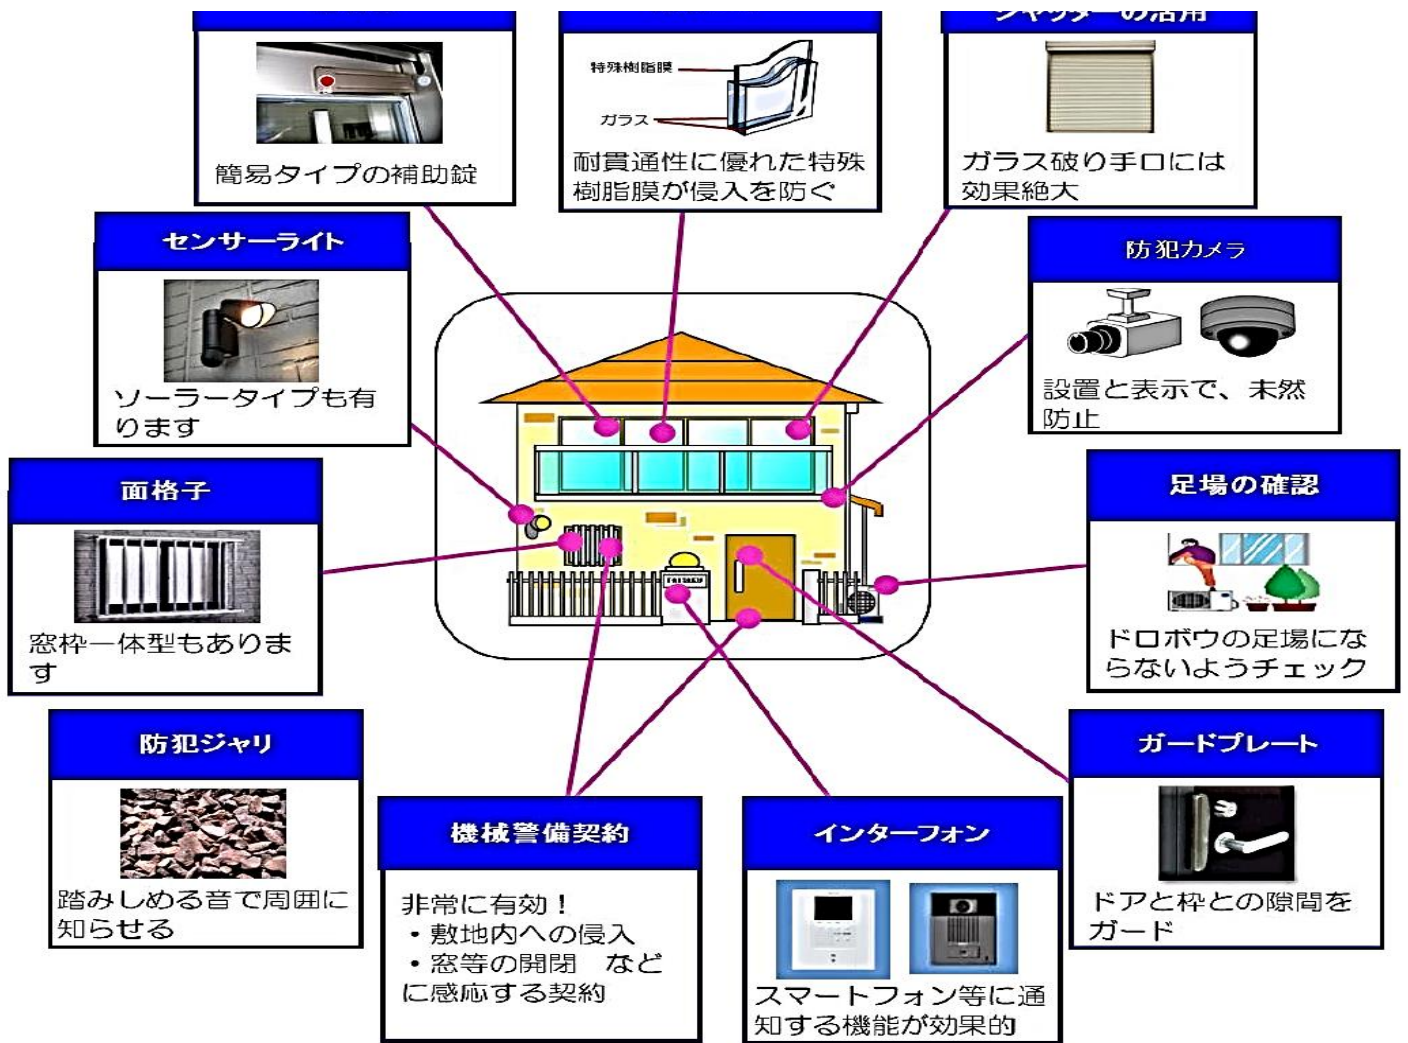 シャッターの活用
簡易タイプの補助錠
特殊樹脂膜
ガラス
耐貫通性に優れた特殊
樹脂膜が侵入を防ぐ
ガラス破り手口には
効果絶大
センサーライト
ソーラータイプも有
ります
防犯カメラ
設置と表示で、未然
防止
面格子
窓枠一体型もありま
す
足場の確認
ドロボウの足場にな
らないようチェック
防犯ジャリ
踏みしめる音で周囲に
知らせる
機械警備契約
非常に有効！
・敷地内への侵入
・窓等の開閉　など
に感応する契約
インターフォン
スマートフォン等に通
知する機能が効果的
ガードプレート
ドアと枠との隙間を
ガード